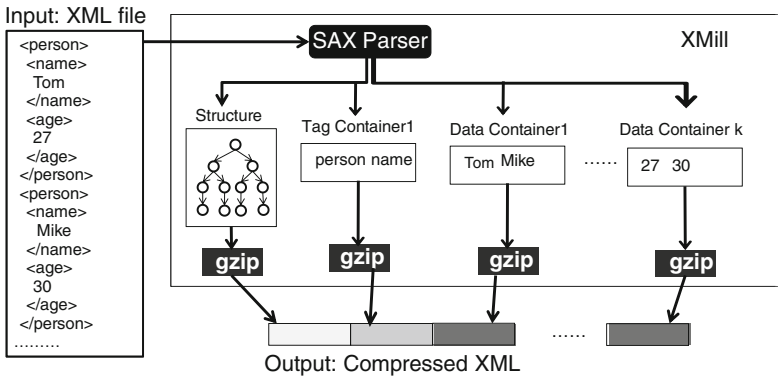 Input: XML file
<person>
<name>
Tom
</name>
<age>
27
</age>
</person>
<person>
<name>
Mike
</name>
<age>
30
</age>
</person>
.........
SAX Parser
XMill
Structure
Tag Container1
person name
Data Container1
Tom Mike
......
Data Container k
27 30
gzip
gzip
gzip
gzip
......
Output: Compressed XML